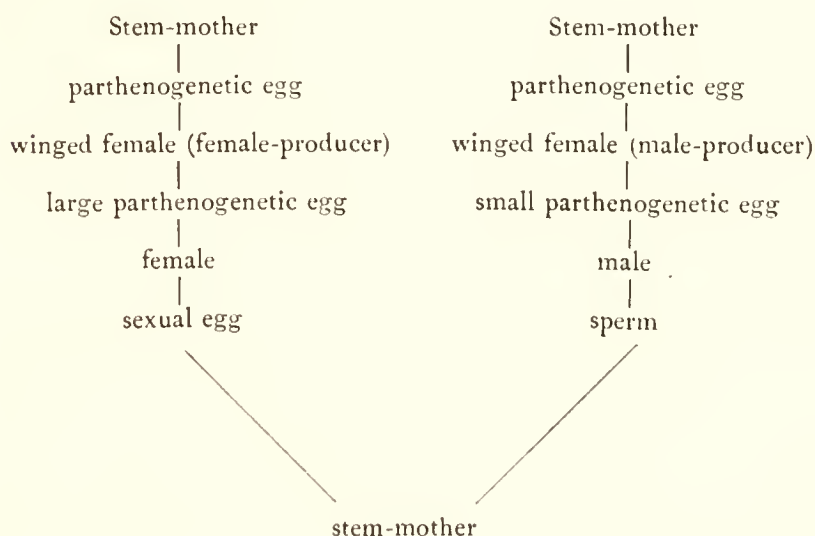 Stem-mother Stem-mother
parthenogenetic egg parthenogenetic egg
winged female (female-producer) winged female (male-producer)
large parthenogenetic egg small parthenogenetic egg
female male
sexual egg sperm
stem-mother